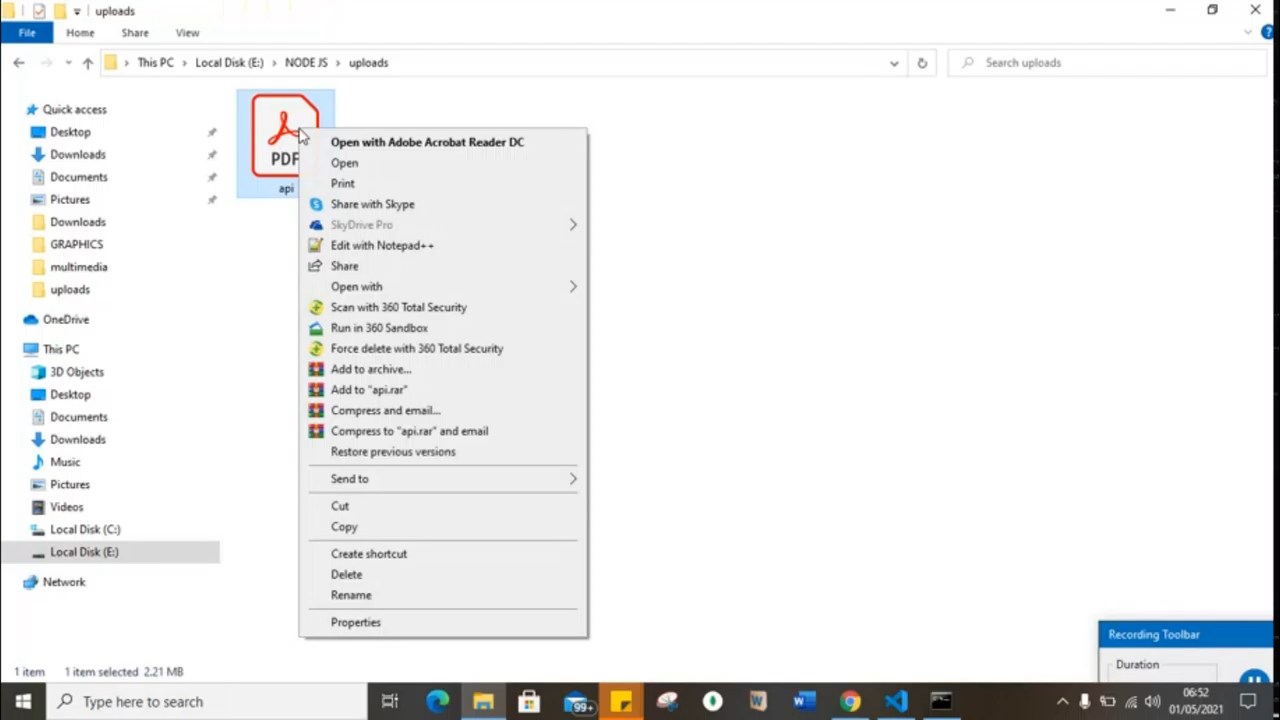 uploads
File Home Share View
This PC Local Disk (E:) NODE JS uploads
Search uploads
Quick access
Desktop
Downloads
Documents
Pictures
Downloads
GRAPHICS
multimedia
uploads
OneDrive
This PC
3D Objects
Desktop
Documents
Downloads
Music
Pictures
Videos
Local Disk (C:)
Local Disk (E:)
Network
PDF
api
Open with Adobe Acrobat Reader DC
Open
Print
Share with Skype
SkyDrive Pro
Edit with Notepad++
Share
Open with
Scan with 360 Total Security
Run in 360 Sandbox
Force delete with 360 Total Security
Add to archive...
Add to "api.rar"
Compress and email...
Compress to "api.rar" and email
Restore previous versions
Send to
Cut
Copy
Create shortcut
Delete
Rename
Properties
Recording Toolbar
Duration
1 item 1 item selected 2.21 MB
Type here to search
99+
06:52
01/05/2021